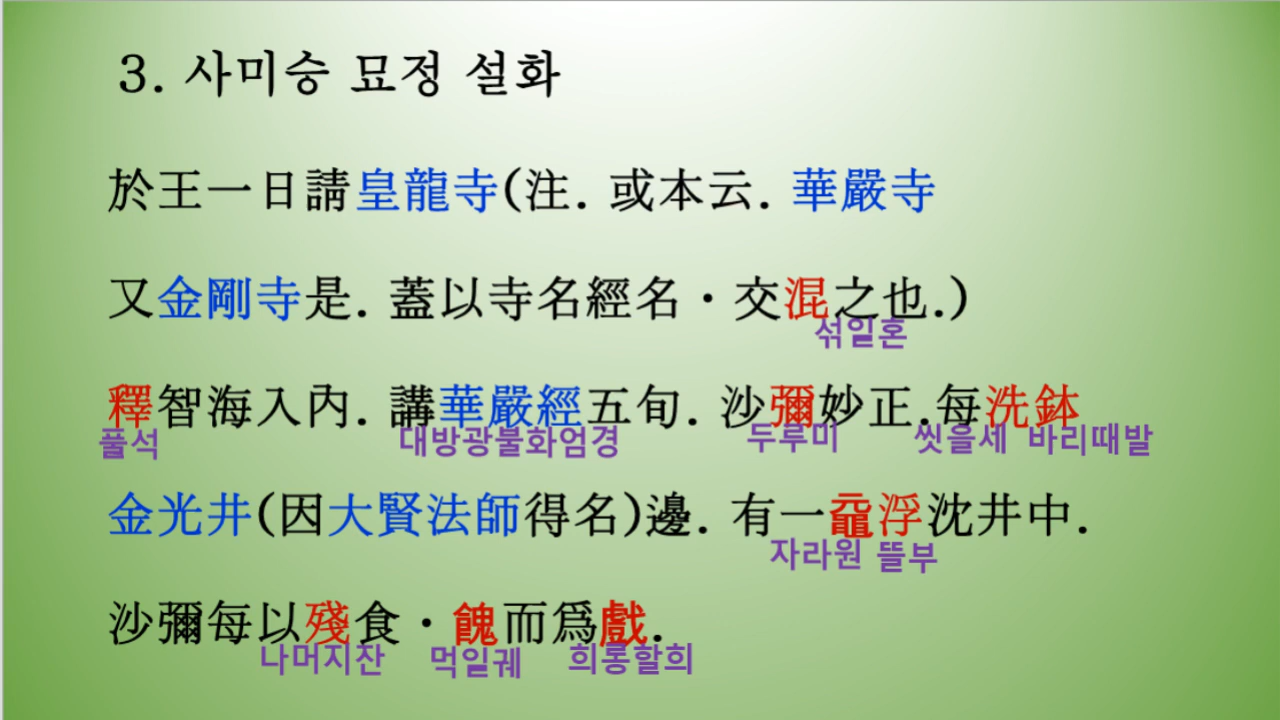 3. 사미승 묘정 설화
於王一日請皇龍寺(注. 或本云. 華嚴寺
又金剛寺是. 蓋以寺名經名·交混之也.)
섞일혼
釋智海入內. 講華嚴經五旬. 沙彌妙正.每洗鉢
풀석 대방광불화엄경 두루미 씻을세 바리때발
金光井(因大賢法師得名)邊. 有一黿浮沈井中.
자라원 뜰부
沙彌每以殘食·餽而爲戲.
나머지잔 먹일궤 희롱할희